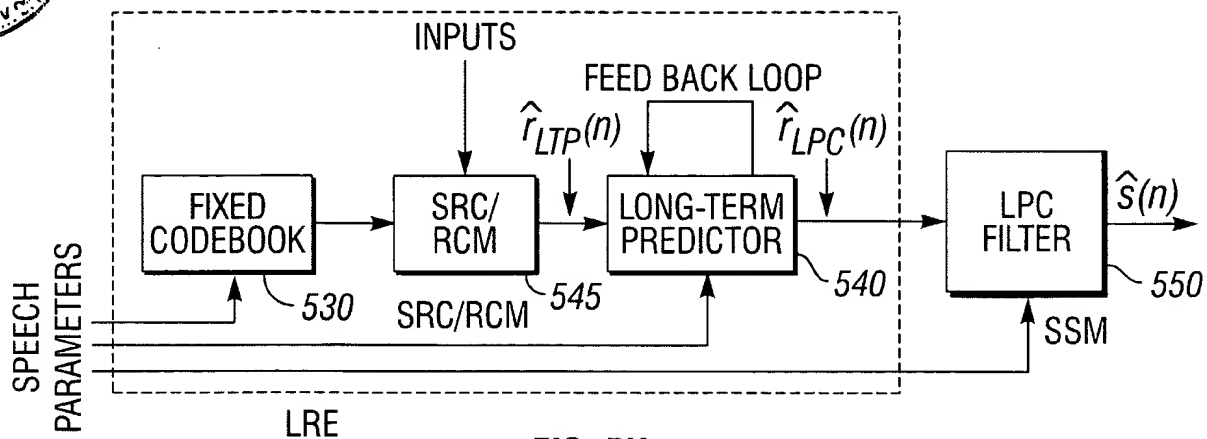 INPUTS
FEED BACK LOOP
r̂LTP(n)
r̂LPC(n)
FIXED
CODEBOOK
SRC/
RCM
LONG-TERM
PREDICTOR
LPC
FILTER
ŝ(n)
530
545
540
550
SRC/RCM
SSM
SPEECH
PARAMETERS
LRE